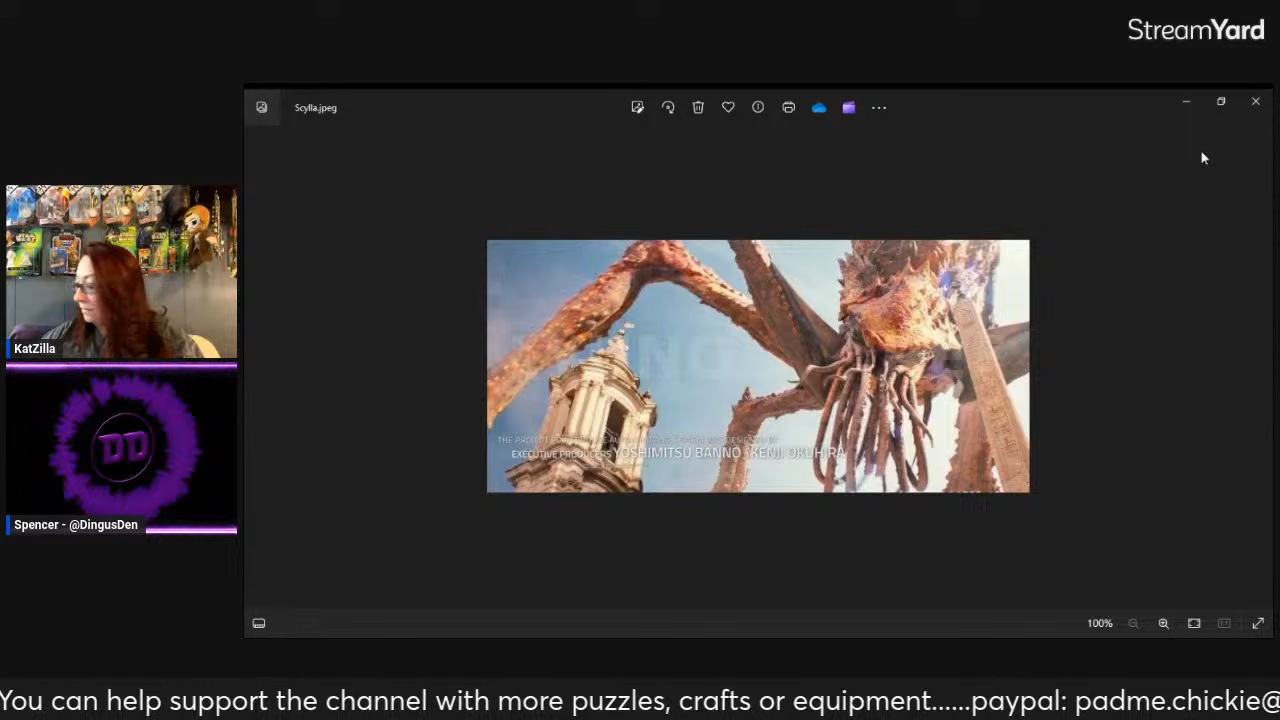 StreamYard
Scylla.jpeg
KatZilla
DD
EXECUTIVE PRODUCERS YOSHIMITSU BANNO KENJI OKUHIRA
Spencer - @DingusDen
100%
You can help support the channel with more puzzles, crafts or equipment......paypal: padme.chickie@